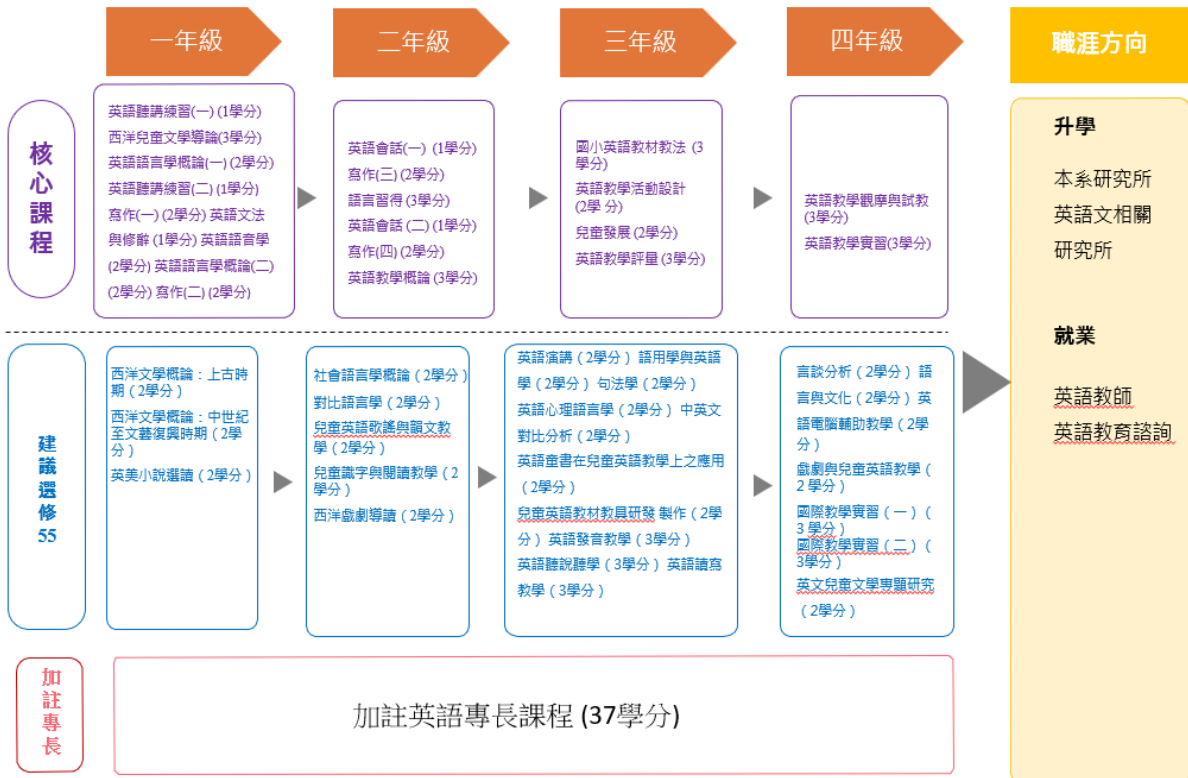 一年級
二年級
三年級
四年級
職涯方向
核心課程
英語聽講練習(一) (1學分)
西洋兒童文學導論(3學分)
英語語言學概論(一) (2學分)
英語聽講練習(二) (1學分)
寫作(一) (2學分) 英語文法
與修辭 (1學分) 英語語音學
(2學分) 英語語言學概論(二)
(2學分) 寫作(二) (2學分)
英語會話(一) (1學分)
寫作(三) (2學分)
語言習得 (3學分)
英語會話 (二) (1學分)
寫作(四) (2學分)
英語教學概論 (3學分)
國小英語教材教法 (3
學分)
英語教學活動設計
(2學 分)
兒童發展 (2學分)
英語教學評量 (3學分)
英語教學觀摩與試教
(3學分)
英語教學實習(3學分)
升學
本系研究所
英語文相關
研究所
就業
英語教師
英語教育諮詢
建議選修
55
西洋文學概論：上古時
期（2學分）
西洋文學概論：中世紀
至文藝復興時期（2學
分）
英美小說選讀（2學分）
社會語言學概論（2學分）
對比語言學（2學分）
兒童英語歌謠與韻文教
學（2學分）
兒童識字與閱讀教學（2
學分）
西洋戲劇導讀（2學分）
英語演講（2學分） 語用學與英語
學（2學分） 句法學（2學分）
英語心理語言學（2學分） 中英文
對比分析（2學分）
英語童書在兒童英語教學上之應用
（2學分）
兒童英語教材教具研發 製作（2學
分） 英語發音教學（3學分）
英語聽說聽學（3學分） 英語讀寫
教學（3學分）
言談分析（2學分） 語
言與文化（2學分） 英
語電腦輔助教學（2學
分）
戲劇與兒童英語教學（
2 學分）
國際教學實習（一）（
3 學分）
國際教學實習（二）（
3學分）
英文兒童文學專題研究
（2學分）
加註專長
加註英語專長課程 (37學分)